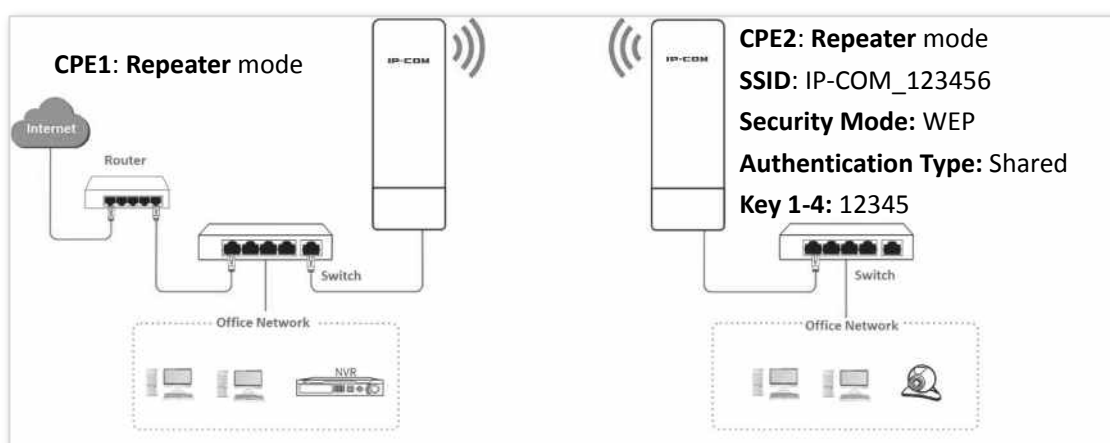 CPE1: Repeater mode
IP-COM
Internet
Router
Switch
Office Network
NVR
IP-COM
CPE2: Repeater mode
SSID: IP-COM_123456
Security Mode: WEP
Authentication Type: Shared
Key 1-4: 12345
Switch
Office Network